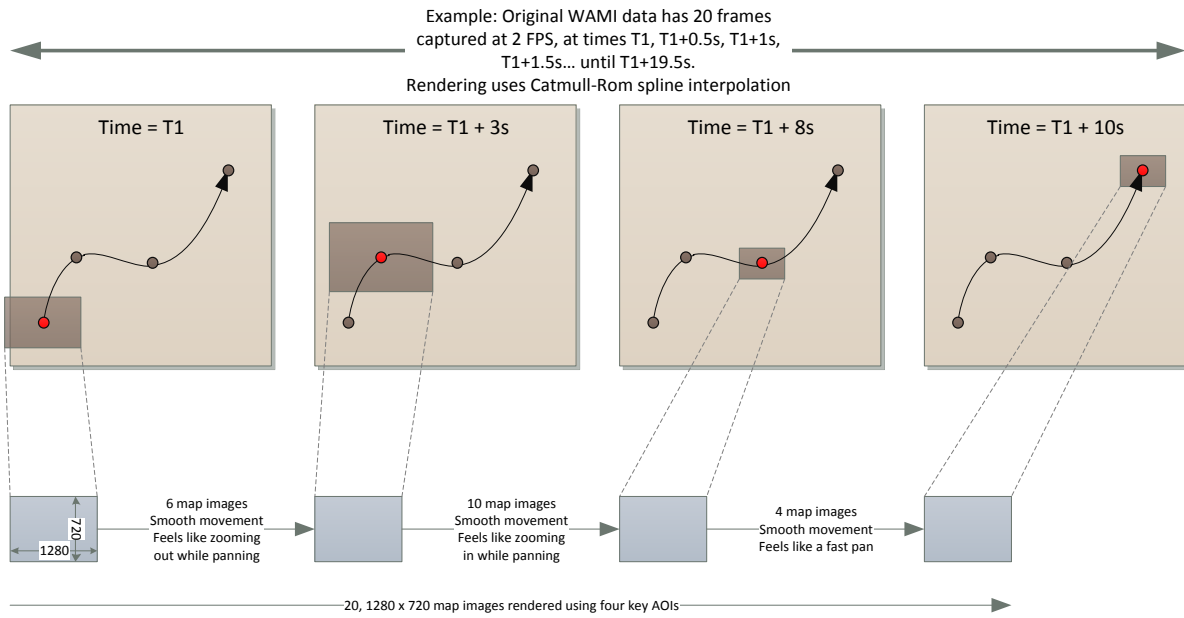 Example: Original WAMI data has 20 frames
captured at 2 FPS, at times T1, T1+0.5s, T1+1s,
T1+1.5s... until T1+19.5s.
Rendering uses Catmull-Rom spline interpolation
Time = T1
Time = T1 + 3s
Time = T1 + 8s
Time = T1 + 10s
720
1280
6 map images
Smooth movement
Feels like zooming
out while panning
10 map images
Smooth movement
Feels like zooming
in while panning
4 map images
Smooth movement
Feels like a fast pan
20, 1280 x 720 map images rendered using four key AOIs